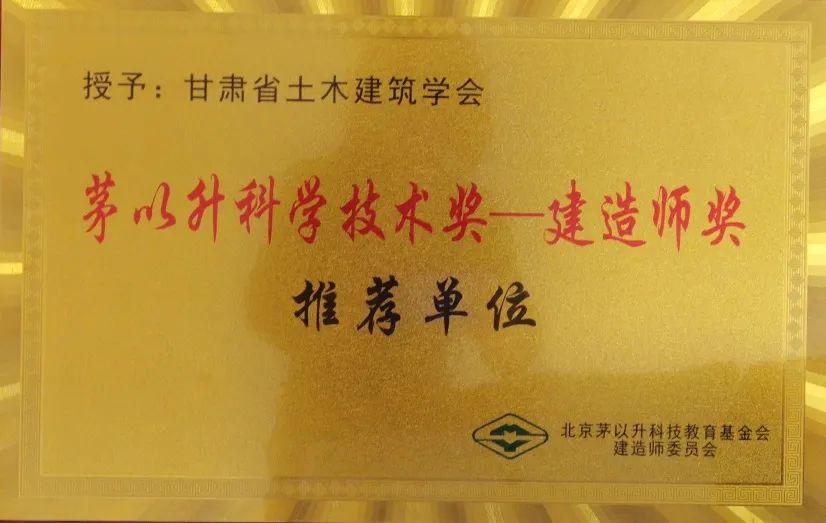 授予：甘肃省土木建筑学会
茅以升科学技术奖—建造师奖
推荐单位
北京茅以升科技教育基金会
建造师委员会